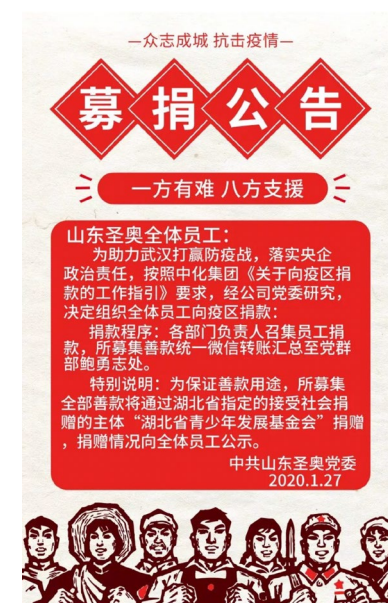 —众志成城 抗击疫情—
募捐公告
一方有难 八方支援
山东圣奥全体员工：
为助力武汉打赢防疫战，落实央企
政治责任，按照中化集团《关于向疫区捐
款的工作指引》要求，经公司党委研究，
决定组织全体员工向疫区捐款：
捐款程序：各部门负责人召集员工捐
款，所募集善款统一微信转账汇总至党群
部鲍勇志处。
特别说明：为保证善款用途，所募集
全部善款将通过湖北省指定的接受社会捐
赠的主体“湖北省青少年发展基金会”捐赠
，捐赠情况向全体员工公示。
中共山东圣奥党委
2020.1.27